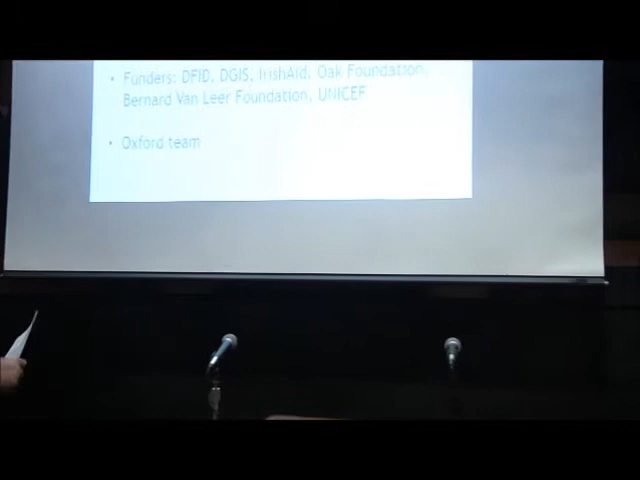 • Funders: DFID, DGIS, IrishAid, Oak Foundation,
Bernard Van Leer Foundation, UNICEF
• Oxford team